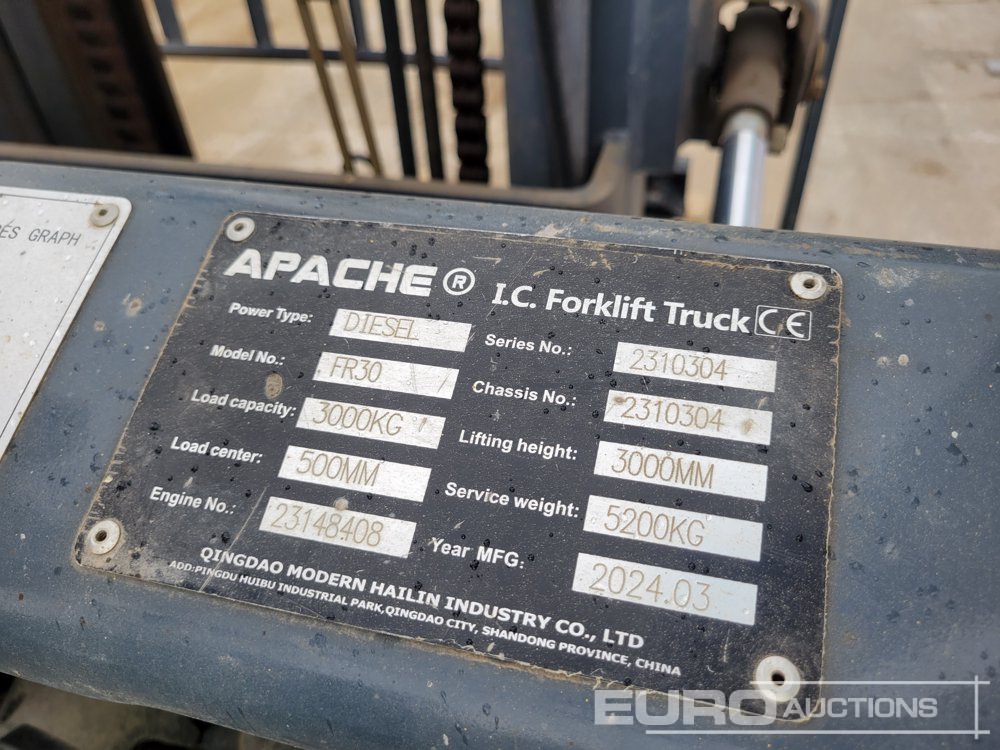 ÉS GRAPH
APACHE® I.C. Forklift Truck CE
Power Type: DIESEL
Series No.: 2310304
Model No.: FR30
Chassis No.: 2310304
Load capacity: 3000KG
Lifting height: 3000MM
Load center: 500MM
Service weight: 5200KG
Engine No.: 23148408
Year MFG: 2024.03
QINGDAO MODERN HAILIN INDUSTRY CO., LTD
ADD:PINGDU HUIBU INDUSTRIAL PARK,QINGDAO CITY, SHANDONG PROVINCE, CHINA
EURO AUCTIONS